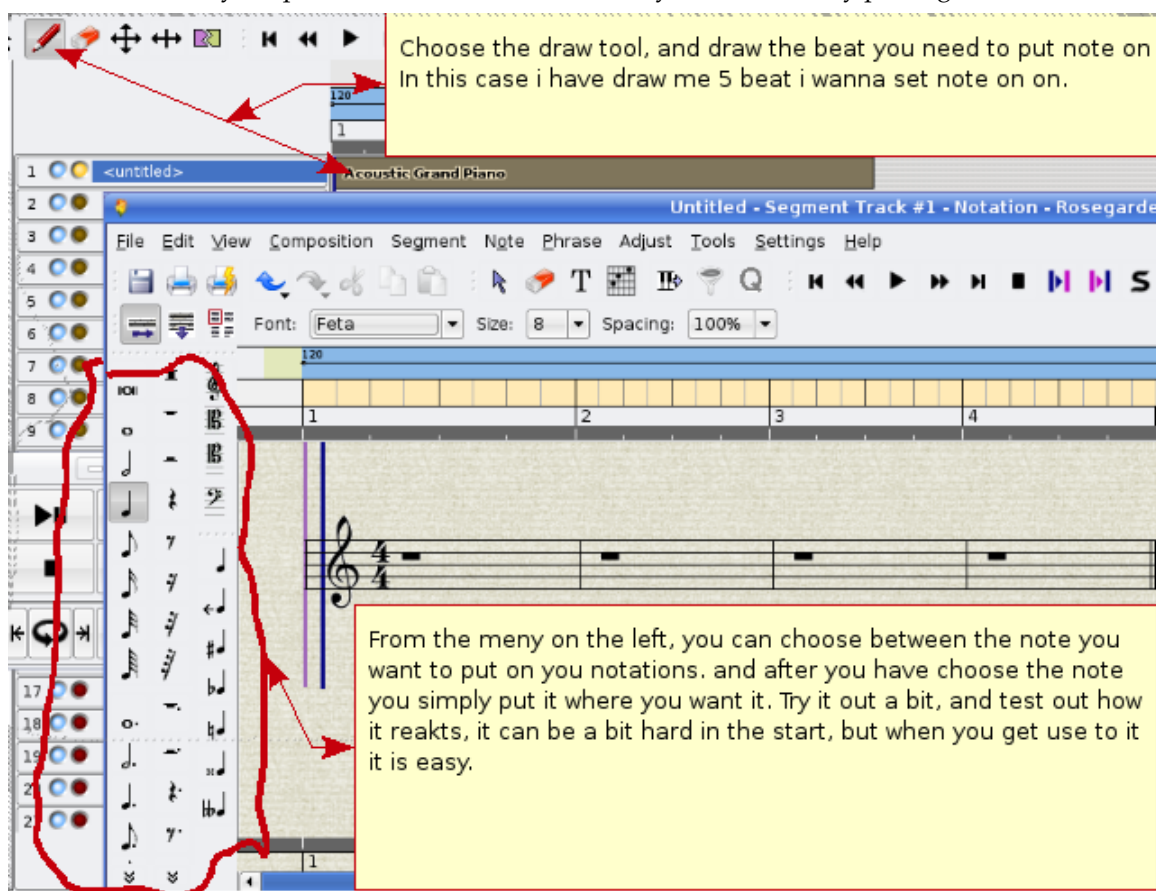 Choose the draw tool, and draw the beat you need to put note on
In this case i have draw me 5 beat i wanna set note on on.
120
1
1 <untitled> Acoustic Grand Piano
2
Untitled - Segment Track #1 - Notation - Rosegarde
3
File Edit View Composition Segment Note Phrase Adjust Tools Settings Help
4
5
6
Font: Feta Size: 8 Spacing: 100%
7
120
8
1 2 3 4
9
From the meny on the left, you can choose between the note you
want to put on you notations. and after you have choose the note
you simply put it where you want it. Try it out a bit, and test out how
it reakts, it can be a bit hard in the start, but when you get use to it
it is easy.
17
18
19
2
2
1